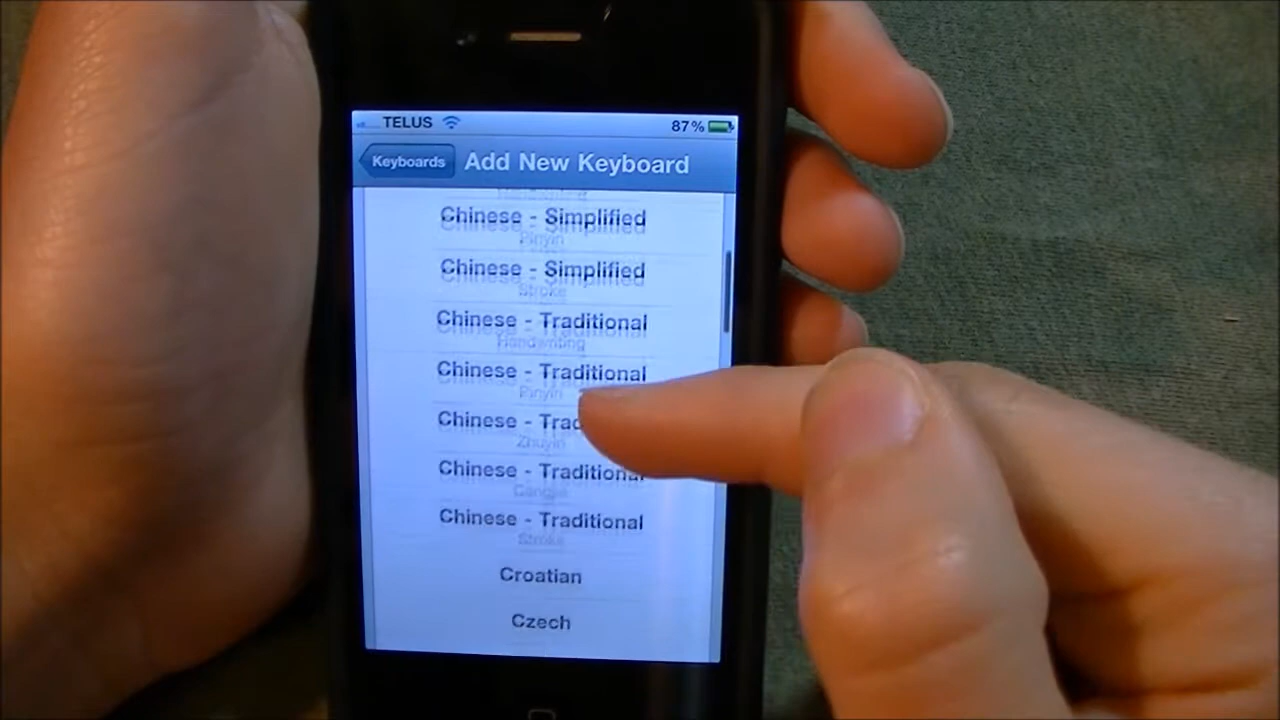 TELUS 87%
Keyboards Add New Keyboard
Handwriting
Chinese - Simplified
Pinyin
Chinese - Simplified
Stroke
Chinese - Traditional
Handwriting
Chinese - Traditional
Pinyin
Chinese - Trad
Zhuyin
Chinese - Traditional
Cangjie
Chinese - Traditional
Stroke
Croatian
Czech